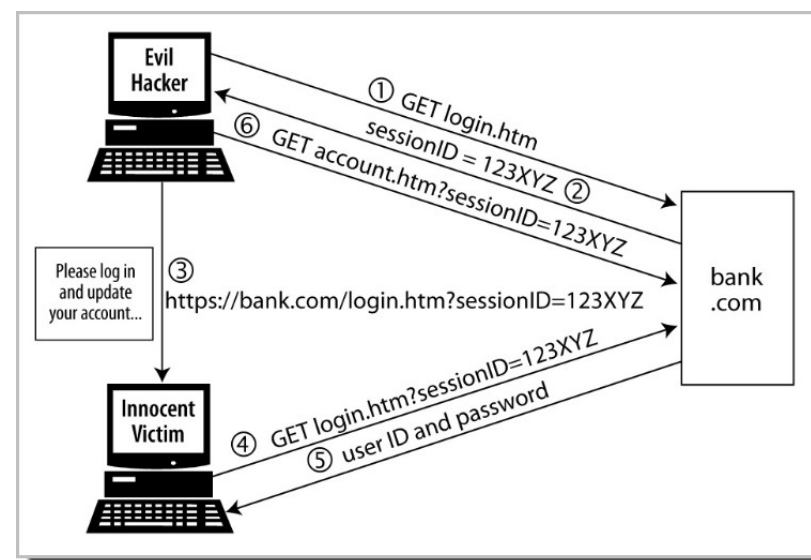 Evil
Hacker
① GET login.htm
sessionID = 123XYZ ②
⑥ GET account.htm?sessionID=123XYZ
Please log in
and update
your account...
③
https://bank.com/login.htm?sessionID=123XYZ
bank
.com
Innocent
Victim
④ GET login.htm?sessionID=123XYZ
⑤ user ID and password